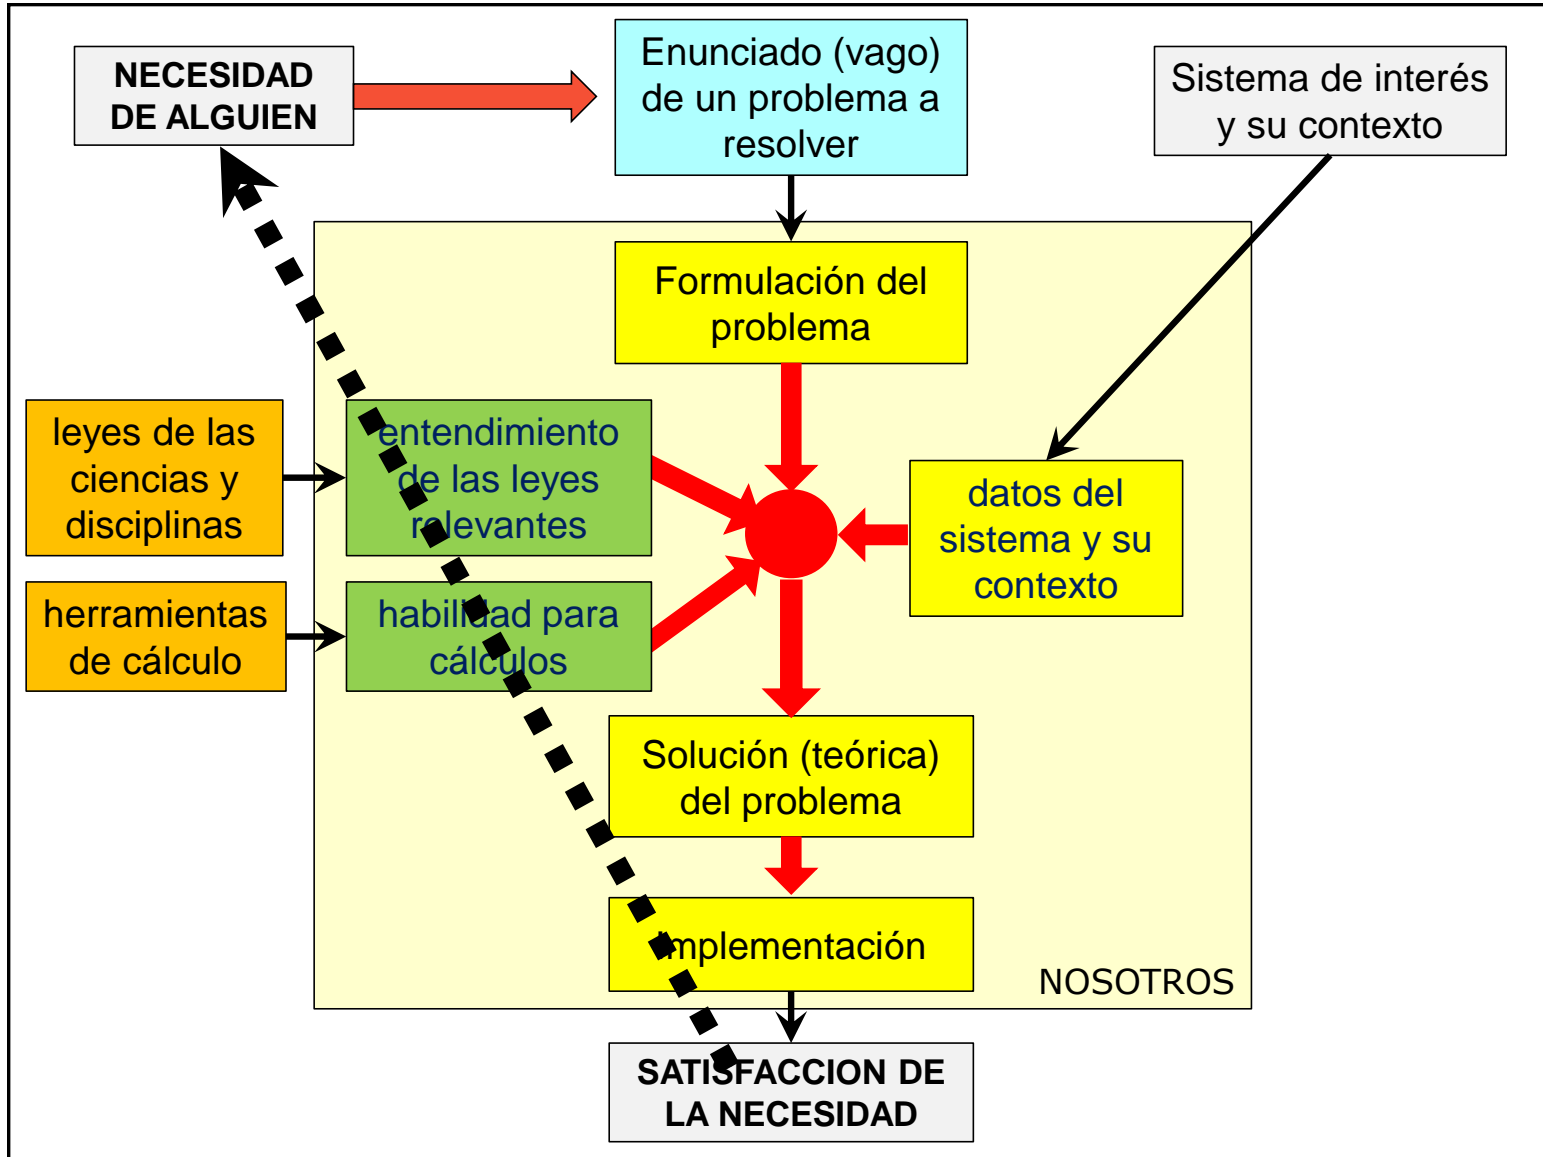 NECESIDAD
DE ALGUIEN
Enunciado (vago)
de un problema a
resolver
Sistema de interés
y su contexto
Formulación del
problema
leyes de las
ciencias y
disciplinas
entendimiento
de las leyes
relevantes
datos del
sistema y su
contexto
herramientas
de cálculo
habilidad para
cálculos
Solución (teórica)
del problema
Implementación
NOSOTROS
SATISFACCION DE
LA NECESIDAD